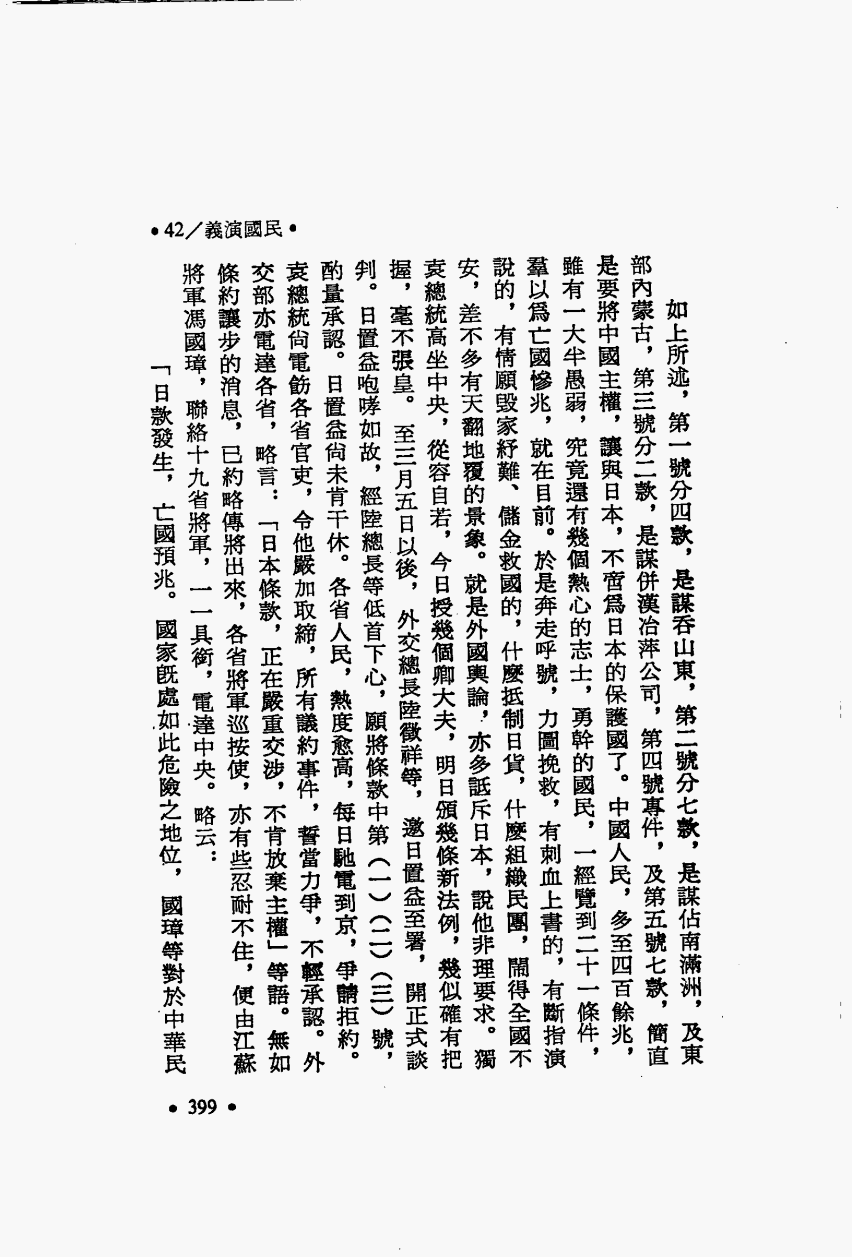 •42／義演國民•
如上所述，第一號分四款，是謀吞山東，第二號分七款，是謀佔南滿洲，及東
部內蒙古，第三號分二款，是謀併漢冶萍公司，第四號專件，及第五號七款，簡直
是要將中國主權，讓與日本，不啻爲日本的保護國了。中國人民，多至四百餘兆，
雖有一大半愚弱，究竟還有幾個熱心的志士，勇幹的國民，一經覽到二十一條件，
羣以爲亡國慘兆，就在目前。於是奔走呼號，力圖挽救，有刺血上書的，有斷指演
說的，有情願毁家紓難、儲金救國的，什麼抵制日貨，什麼組織民團，鬧得全國不
安，差不多有天翻地覆的景象。就是外國輿論，亦多詆斥日本，說他非理要求。獨
袁總統高坐中央，從容自若，今日授幾個卿大夫，明日頒幾條新法例，幾似確有把
握，毫不張皇。至三月五日以後，外交總長陸徵祥等，邀日置益至署，開正式談
判。日置益咆哮如故，經陸總長等低首下心，願將條款中第（一）（二）（三）號，
酌量承認。日置益尙未肯干休。各省人民，熱度愈高，每日馳電到京，爭請拒約。
袁總統尙電飭各省官吏，令他嚴加取締，所有議約事件，誓當力爭，不輕承認。外
交部亦電達各省，略言：「日本條款，正在嚴重交涉，不肯放棄主權」等語。無如
條約讓步的消息，已約略傳將出來，各省將軍巡按使，亦有些忍耐不住，便由江蘇
將軍馮國璋，聯絡十九省將軍，一一具銜，電達中央。略云：
「日款發生，亡國預兆。國家旣處如此危險之地位，國璋等對於中華民
•399•